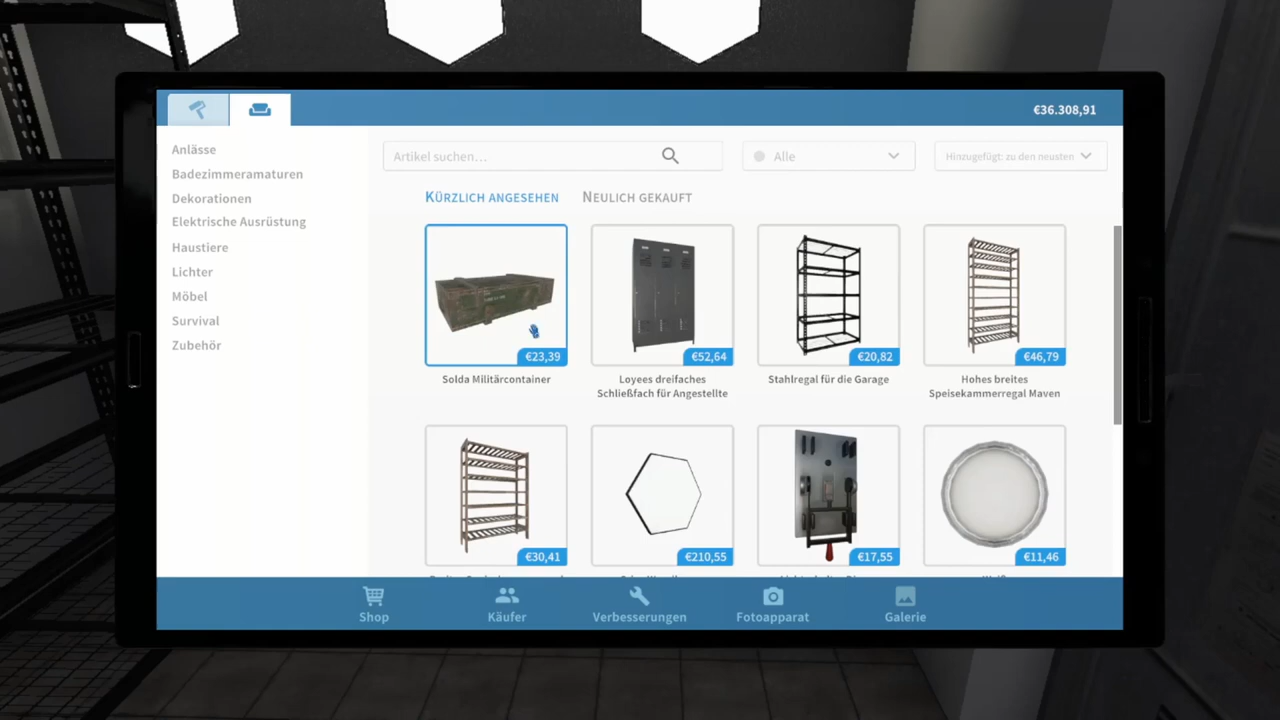 €36.308,91
Anlässe
Badezimmeramaturen
Dekorationen
Elektrische Ausrüstung
Haustiere
Lichter
Möbel
Survival
Zubehör
Artikel suchen...
Alle
Hinzugefügt: zu den neusten
KÜRZLICH ANGESEHEN
NEULICH GEKAUFT
€23,39
€52,64
€20,82
€46,79
Solda Militärcontainer
Loyees dreifaches
Schließfach für Angestellte
Stahlregal für die Garage
Hohes breites
Speisekammerregal Maven
€30,41
€210,55
€17,55
€11,46
Shop
Käufer
Verbesserungen
Fotoapparat
Galerie